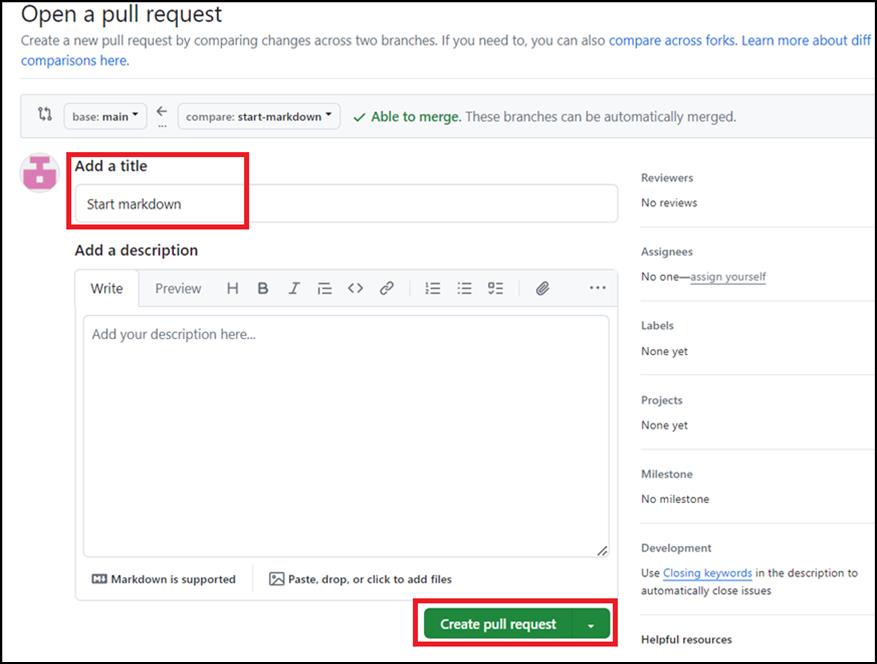 Open a pull request
Create a new pull request by comparing changes across two branches. If you need to, you can also compare across forks. Learn more about diff
comparisons here.
base: main
...
compare: start-markdown
Able to merge. These branches can be automatically merged.
Add a title
Start markdown
Add a description
Write Preview H B I
Add your description here...
Markdown is supported
Paste, drop, or click to add files
Create pull request
Reviewers
No reviews
Assignees
No one—assign yourself
Labels
None yet
Projects
None yet
Milestone
No milestone
Development
Use Closing keywords in the description to
automatically close issues
Helpful resources